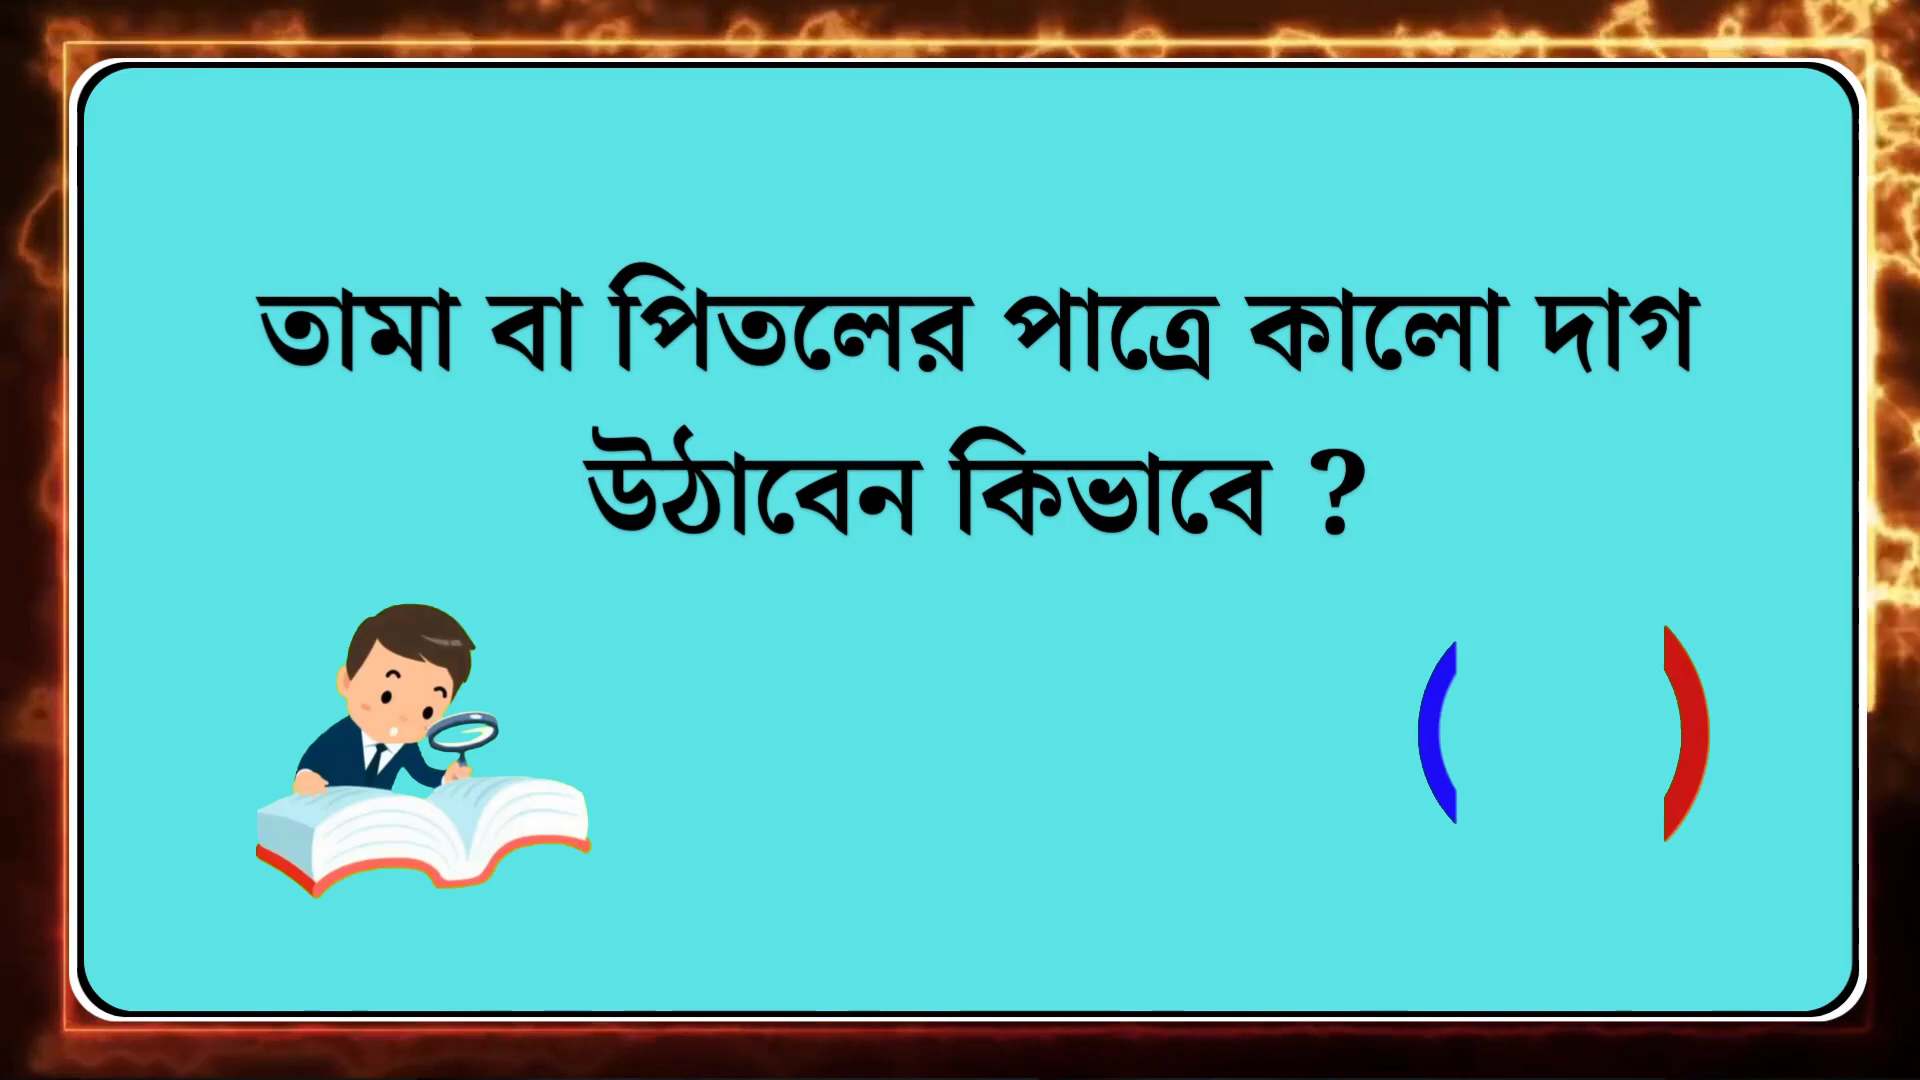 তামা বা পিতলের পাত্রে কালো দাগ
উঠাবেন কিভাবে ?